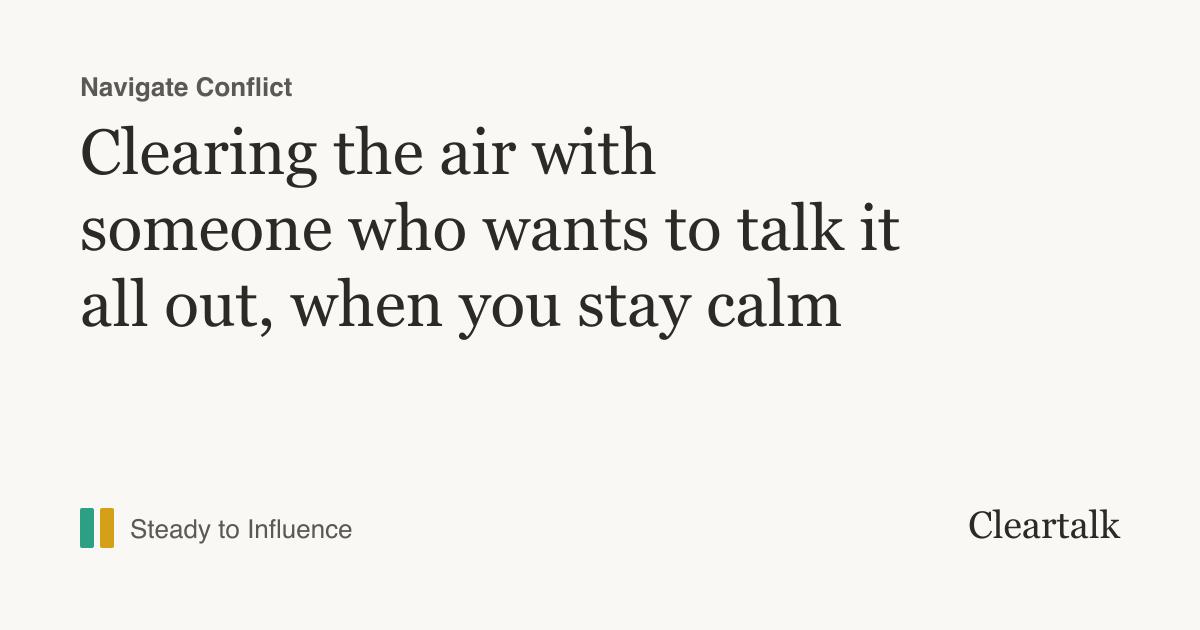 Navigate Conflict
Clearing the air with
someone who wants to talk it
all out, when you stay calm
Steady to Influence
Cleartalk